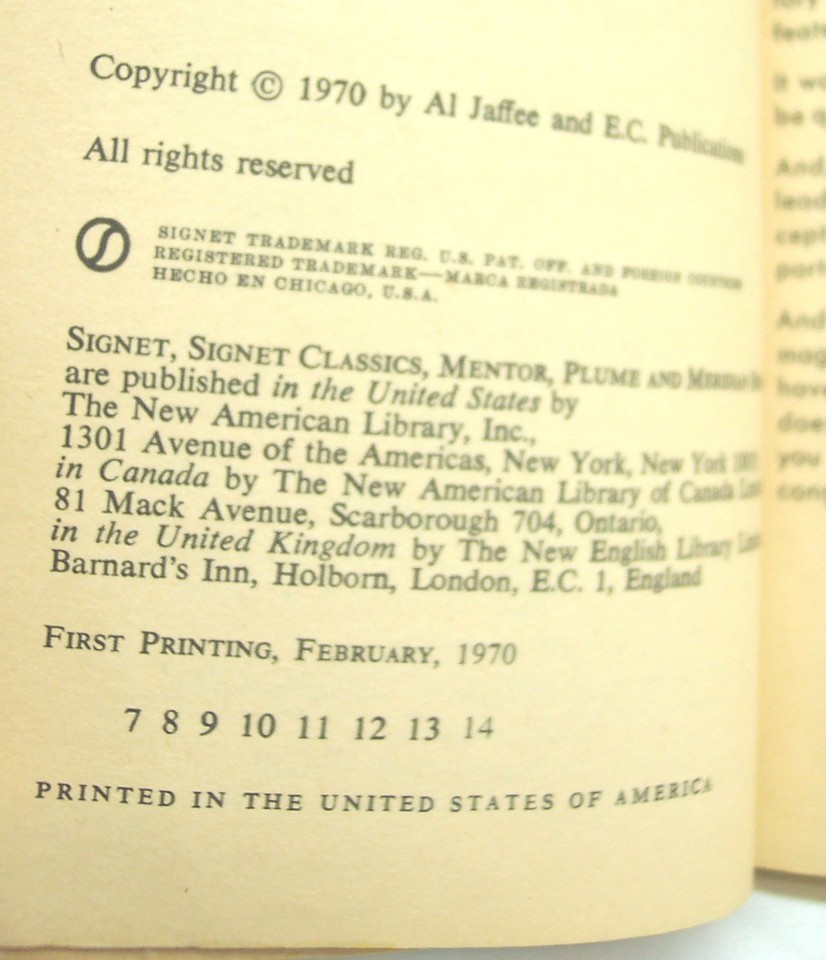 Copyright © 1970 by Al Jaffee and E.C. Publications
All rights reserved
SIGNET TRADEMARK REG. U.S. PAT. OFF. AND FOREIGN COUNTRIES
REGISTERED TRADEMARK—MARCA REGISTRADA
HECHO EN CHICAGO, U.S.A.
SIGNET, SIGNET CLASSICS, MENTOR, PLUME AND MERIDIAN
are published in the United States by
The New American Library, Inc.,
1301 Avenue of the Americas, New York, New York
in Canada by The New American Library of Canada
81 Mack Avenue, Scarborough 704, Ontario,
in the United Kingdom by The New English Library
Barnard's Inn, Holborn, London, E.C. 1, England
FIRST PRINTING, FEBRUARY, 1970
7 8 9 10 11 12 13 14
PRINTED IN THE UNITED STATES OF AMERICA